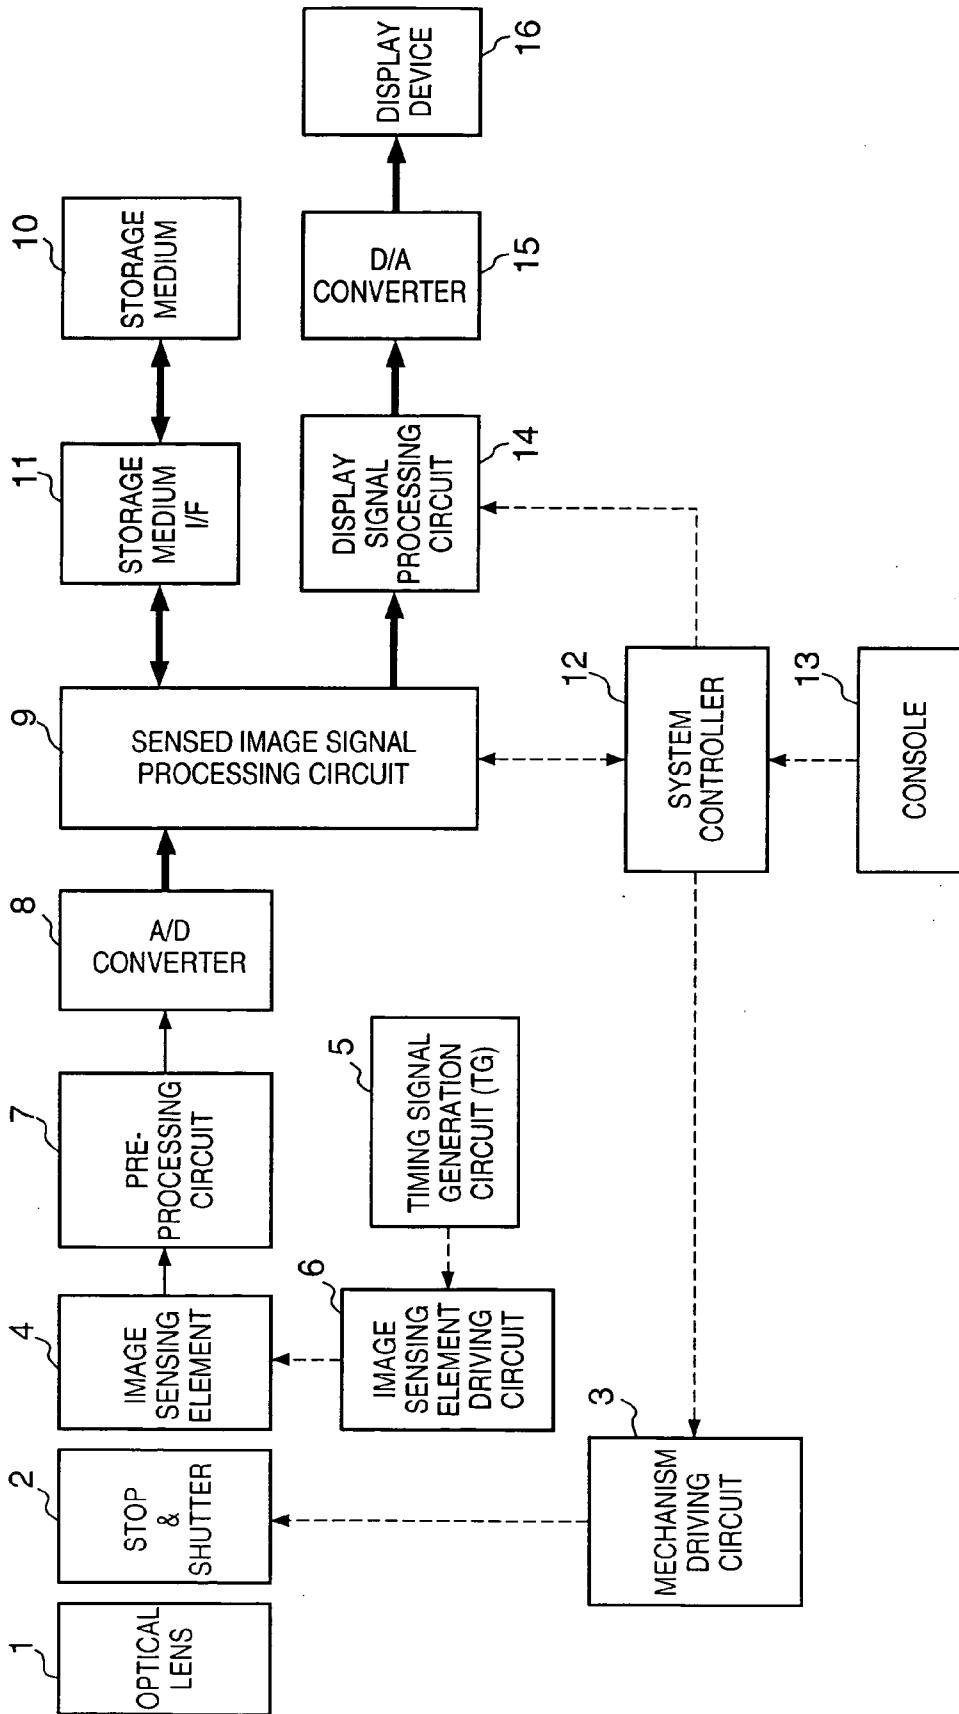 1
OPTICAL
LENS
2
STOP
&
SHUTTER
4
IMAGE
SENSING
ELEMENT
7
PRE-
PROCESSING
CIRCUIT
8
A/D
CONVERTER
9
SENSED IMAGE SIGNAL
PROCESSING CIRCUIT
11
STORAGE
MEDIUM
I/F
10
STORAGE
MEDIUM
6
IMAGE
SENSING
ELEMENT
DRIVING
CIRCUIT
5
TIMING SIGNAL
GENERATION
CIRCUIT (TG)
DISPLAY
SIGNAL
PROCESSING
CIRCUIT
14
D/A
CONVERTER
15
DISPLAY
DEVICE
16
3
MECHANISM
DRIVING
CIRCUIT
12
SYSTEM
CONTROLLER
13
CONSOLE